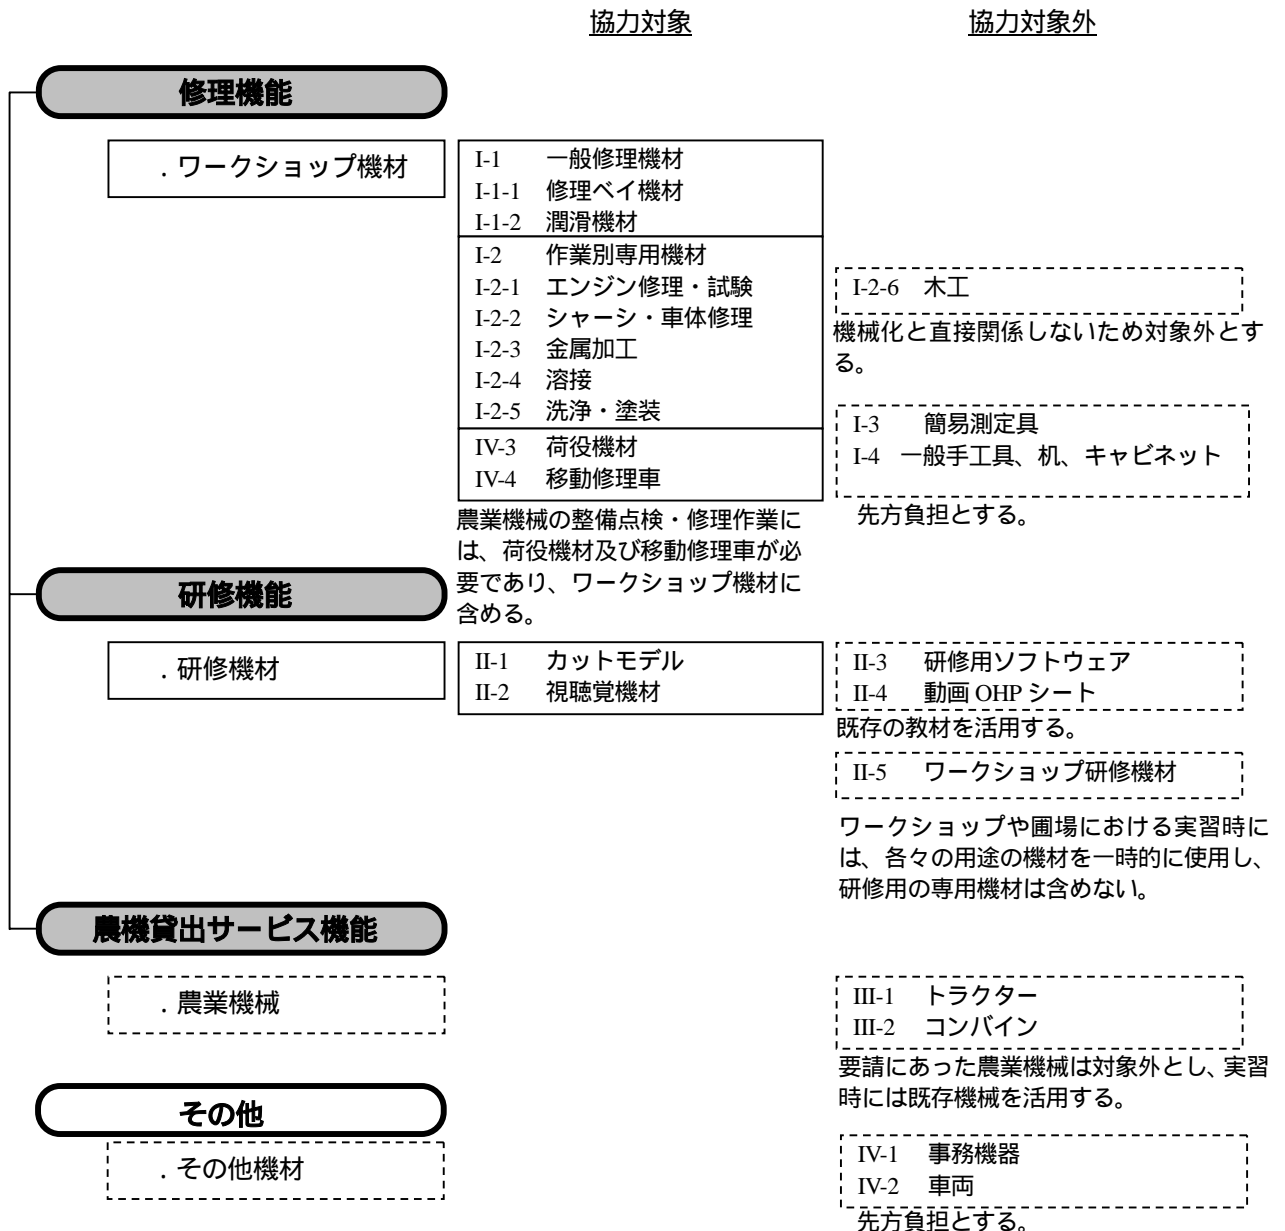 協力対象
協力対象外
修理機能
. ワークショップ機材
I-1 一般修理機材
I-1-1 修理ベイ機材
I-1-2 潤滑機材
I-2 作業別専用機材
I-2-1 エンジン修理・試験
I-2-2 シャーシ・車体修理
I-2-3 金属加工
I-2-4 溶接
I-2-5 洗浄・塗装
IV-3 荷役機材
IV-4 移動修理車
農業機械の整備点検・修理作業に
は、荷役機材及び移動修理車が必
要であり、ワークショップ機材に
含める。
I-2-6 木工
機械化と直接関係しないため対象外とす
る。
I-3 簡易測定具
I-4 一般手工具、机、キャビネット
先方負担とする。
研修機能
. 研修機材
II-1 カットモデル
II-2 視聴覚機材
II-3 研修用ソフトウェア
II-4 動画 OHP シート
既存の教材を活用する。
II-5 ワークショップ研修機材
ワークショップや圃場における実習時に
は、各々の用途の機材を一時的に使用し、
研修用の専用機材は含めない。
農機貸出サービス機能
. 農業機械
III-1 トラクター
III-2 コンバイン
要請にあった農業機械は対象外とし、実習
時には既存機械を活用する。
その他
. その他機材
IV-1 事務機器
IV-2 車両
先方負担とする。